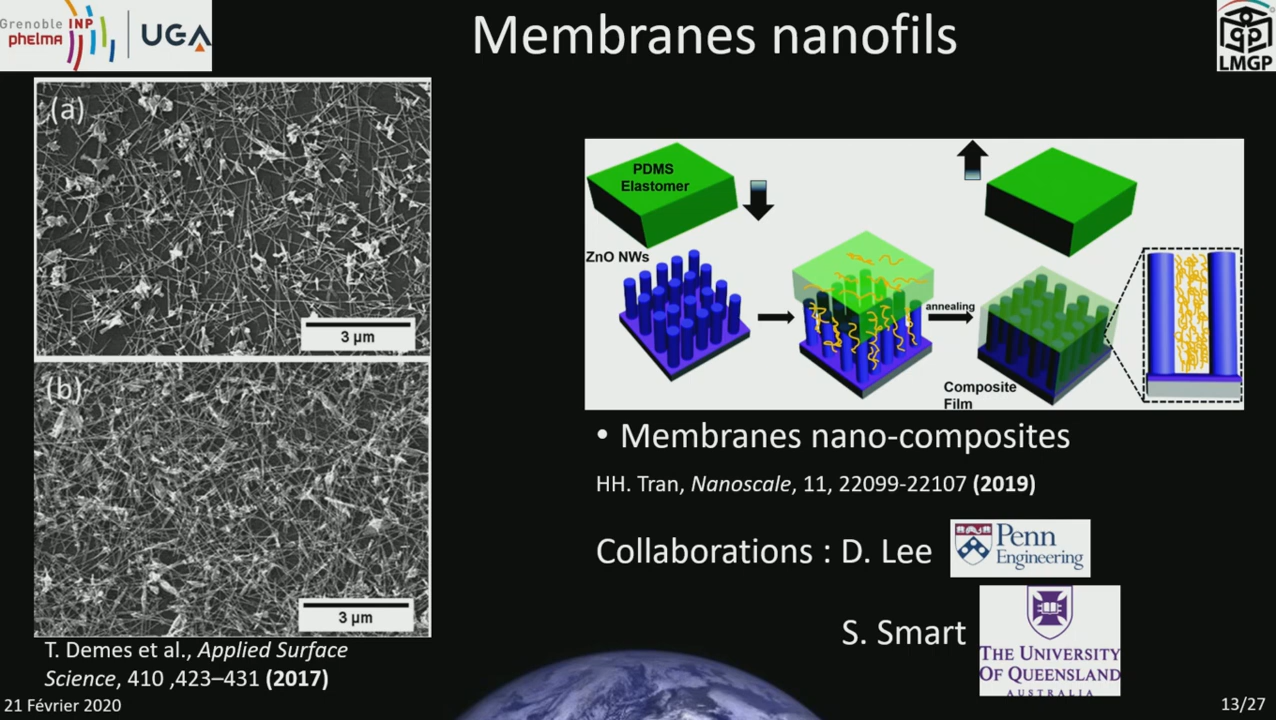 Grenoble INP
phelma
UGA
Membranes nanofils
LMGP
(a)
3 µm
(b)
3 µm
T. Demes et al., Applied Surface
Science, 410 ,423–431 (2017)
PDMS
Elastomer
ZnO NWs
annealing
Composite
Film
• Membranes nano-composites
HH. Tran, Nanoscale, 11, 22099-22107 (2019)
Collaborations : D. Lee
Penn
Engineering
S. Smart
THE UNIVERSITY
OF QUEENSLAND
AUSTRALIA
21 Février 2020
13/27